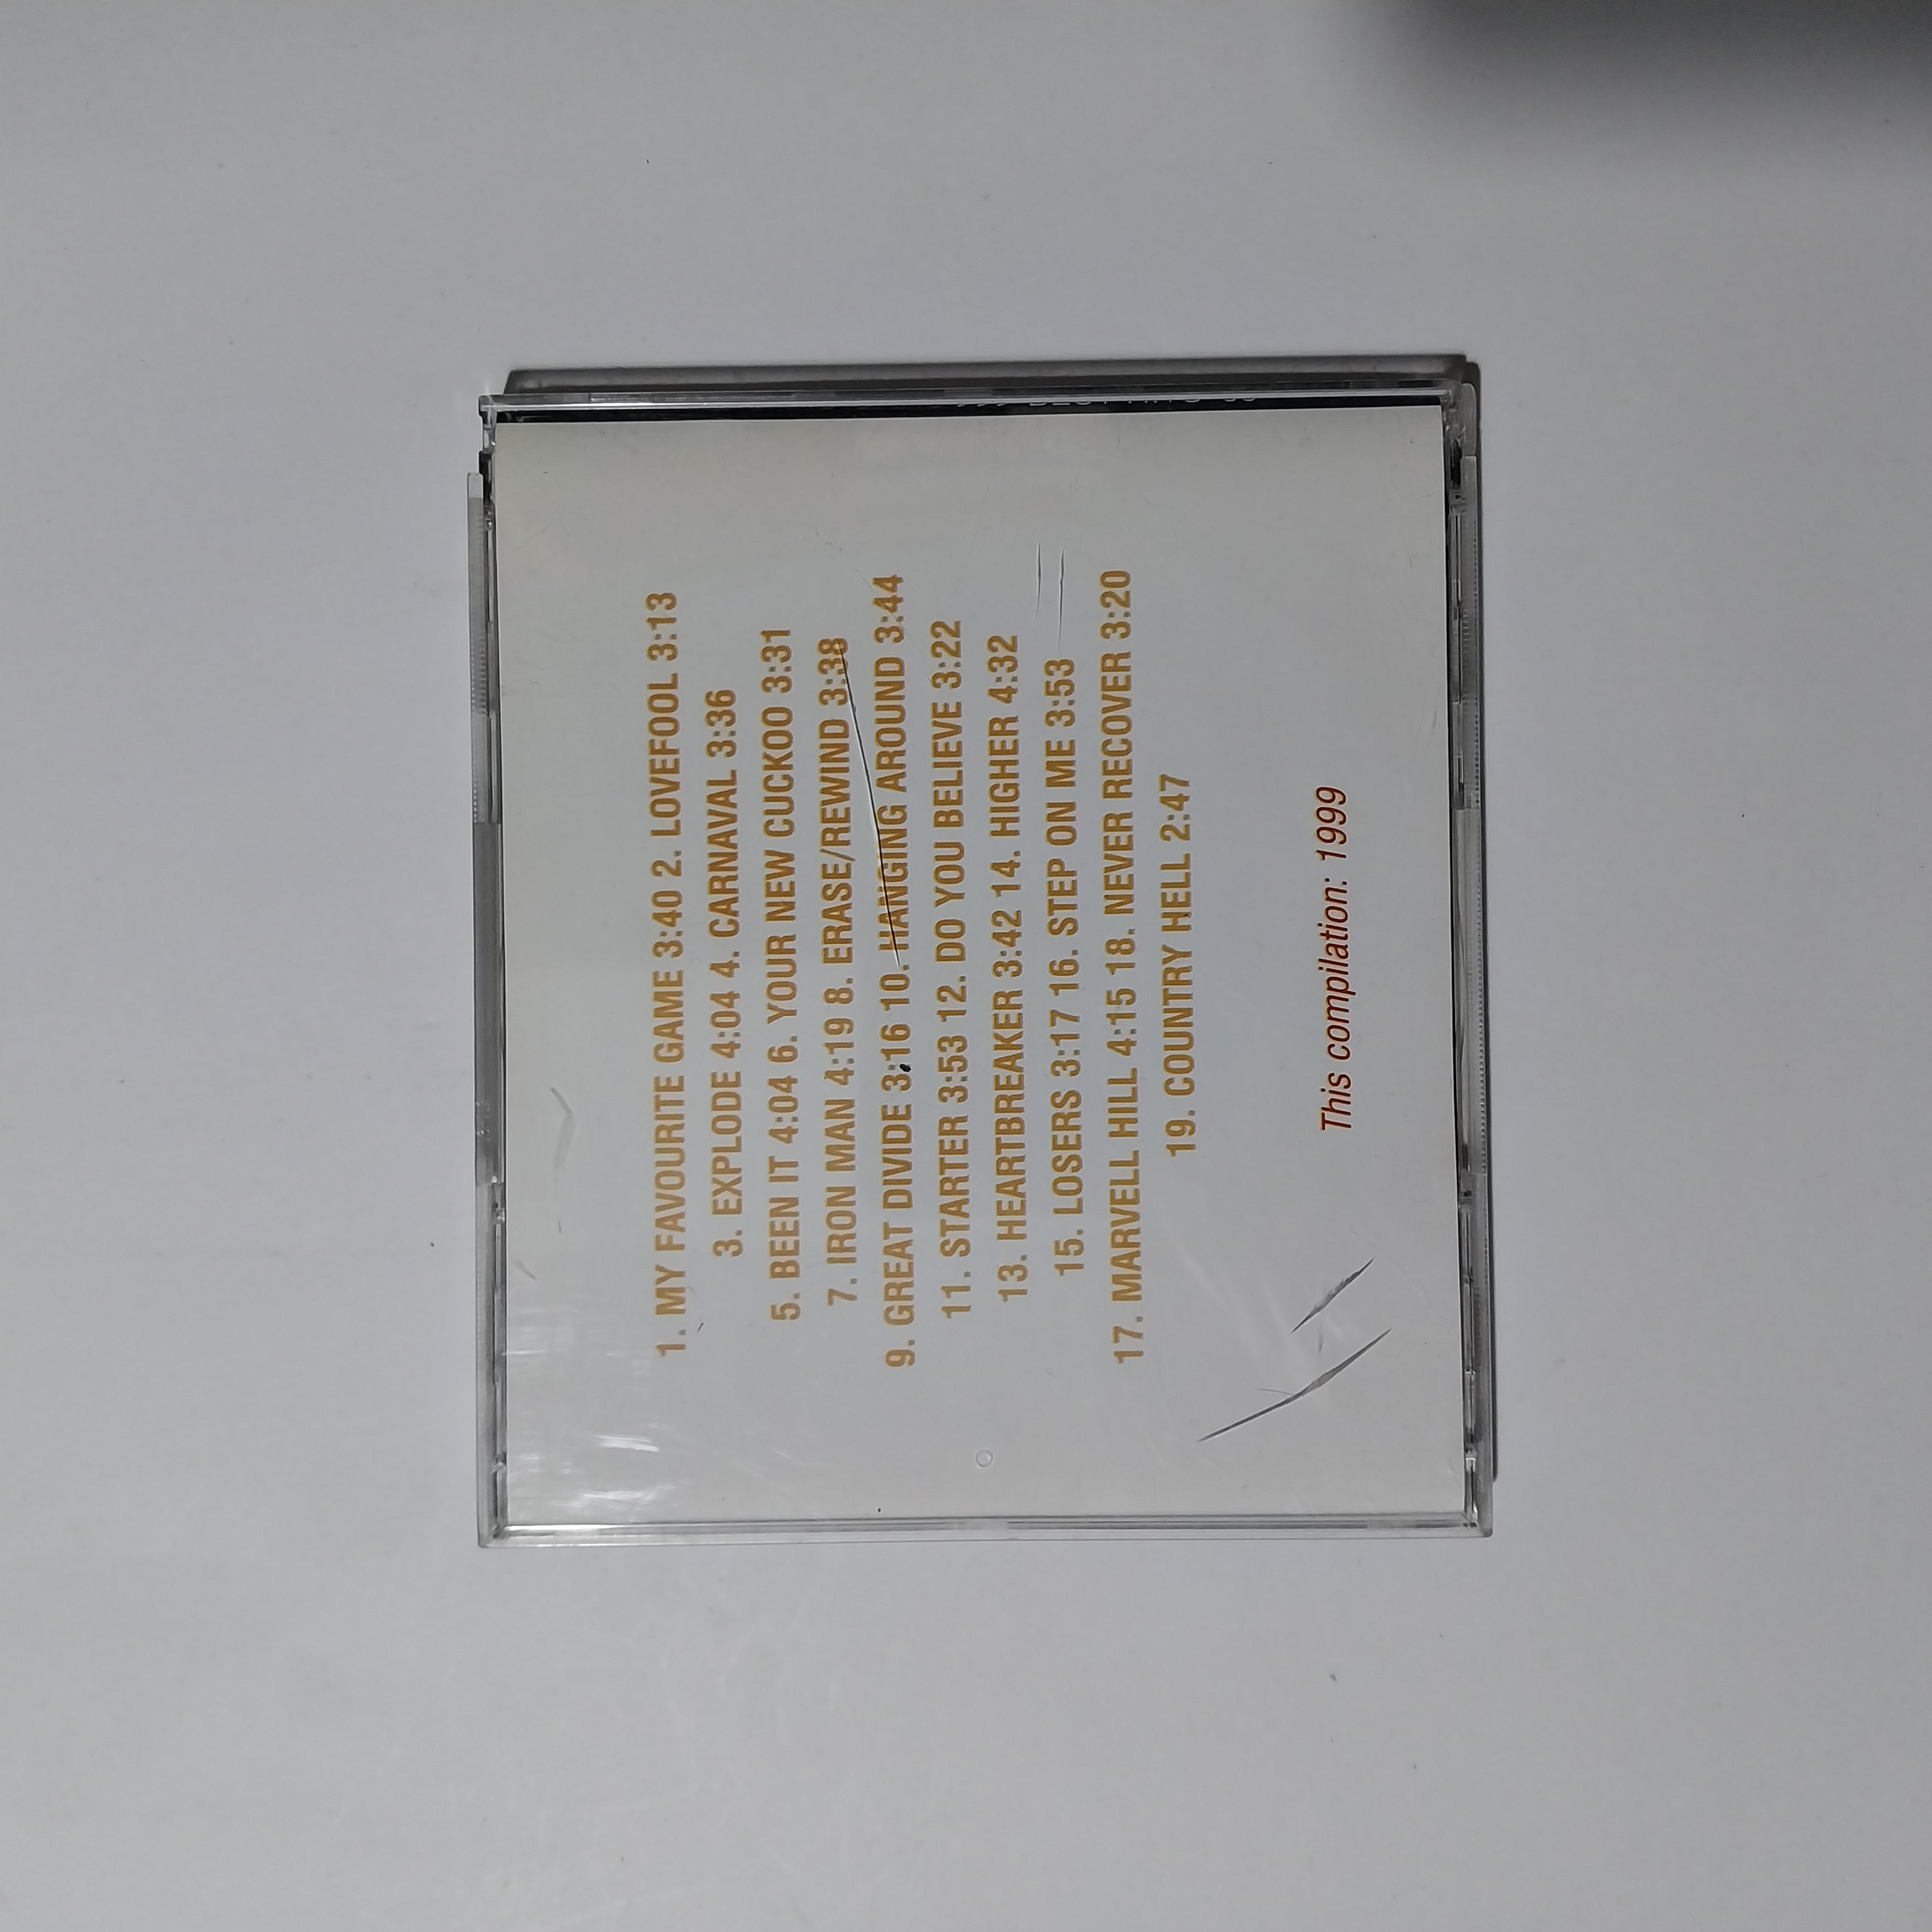 1. MY FAVOURITE GAME 3:40 2. LOVEFOOL 3:13
3. EXPLODE 4:04 4. CARNAVAL 3:36
5. BEEN IT 4:04 6. YOUR NEW CUCKOO 3:31
7. IRON MAN 4:19 8. ERASE/REWIND 3:38
9. GREAT DIVIDE 3:16 10. HANGING AROUND 3:44
11. STARTER 3:53 12. DO YOU BELIEVE 3:22
13. HEARTBREAKER 3:42 14. HIGHER 4:32
15. LOSERS 3:17 16. STEP ON ME 3:53
17. MARVELL HILL 4:15 18. NEVER RECOVER 3:20
19. COUNTRY HELL 2:47
This compilation: 1999